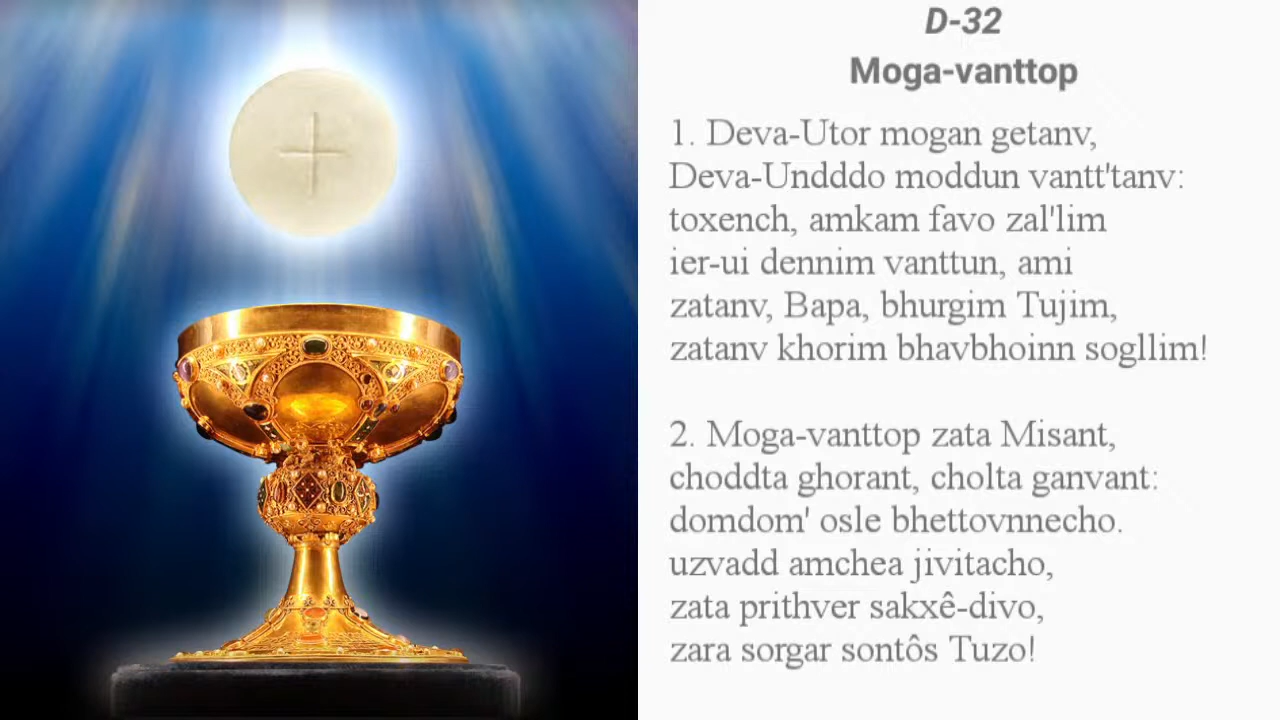 D-32
Moga-vanttop
1. Deva-Utor mogan getanv,
Deva-Undddo moddun vantt'tanv:
toxench, amkam favo zal'lim
ier-ui dennim vanttun, ami
zatanv, Bapa, bhurgim Tujim,
zatanv khorim bhavbhoinn sogllim!
2. Moga-vanttop zata Misant,
choddta ghorant, cholta ganvant:
domdom' osle bhettovnnecho.
uzvadd amchea jivitacho,
zata prithver sakxê-divo,
zara sorgar sontôs Tuzo!